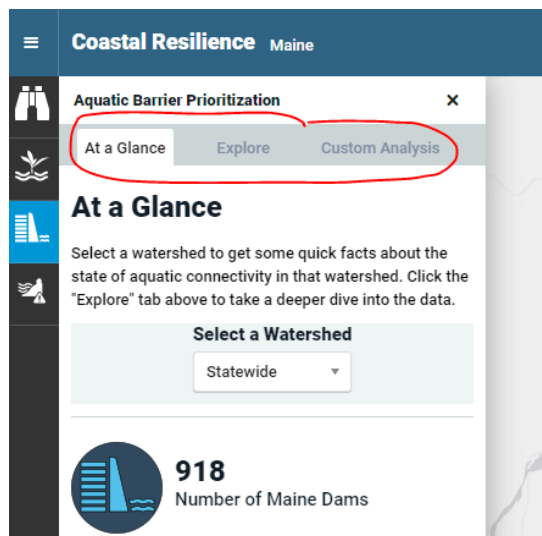 Coastal Resilience Maine
Aquatic Barrier Prioritization
At a Glance Explore Custom Analysis
At a Glance
Select a watershed to get some quick facts about the
state of aquatic connectivity in that watershed. Click the
"Explore" tab above to take a deeper dive into the data.
Select a Watershed
Statewide
918
Number of Maine Dams